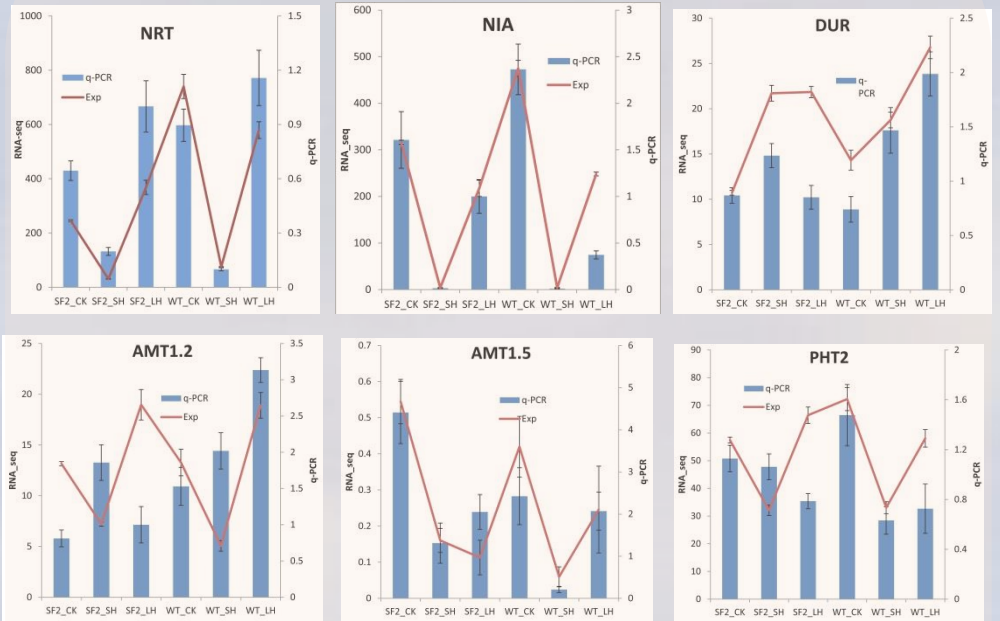 NRT
1000
800
600
400
200
0
RNA-seq
q-PCR
Exp
1.5
1.2
0.9
0.6
0.3
0
q-PCR
SF2_CK SF2_SH SF2_LH WT_CK WT_SH WT_LH
NIA
600
500
400
300
200
100
0
RNA_seq
q-PCR
Exp
3
2.5
2
1.5
1
0.5
0
q-PCR
SF2_CK SF2_SH SF2_LH WT_CK WT_SH WT_LH
DUR
30
25
20
15
10
5
0
RNA_seq
q-
PCR
2.5
2
1.5
1
0.5
0
q-PCR
SF2_CK SF2_SH SF2_LH WT_CK WT_SH WT_LH
AMT1.2
25
20
15
10
5
0
RNA_seq
q-PCR
Exp
3.5
3
2.5
2
1.5
1
0.5
0
q-PCR
SF2_CK SF2_SH SF2_LH WT_CK WT_SH WT_LH
AMT1.5
0.7
0.6
0.5
0.4
0.3
0.2
0.1
0
RNA_seq
q-PCR
Exp
6
5
4
3
2
1
0
q-PCR
SF2_CK SF2_SH SF2_LH WT_CK WT_SH WT_LH
PHT2
90
80
70
60
50
40
30
20
10
0
RNA_seq
q-PCR
Exp
2
1.6
1.2
0.8
0.4
0
q-PCR
SF2_CK SF2_SH SF2_LH WT_CK WT_SH WT_LH